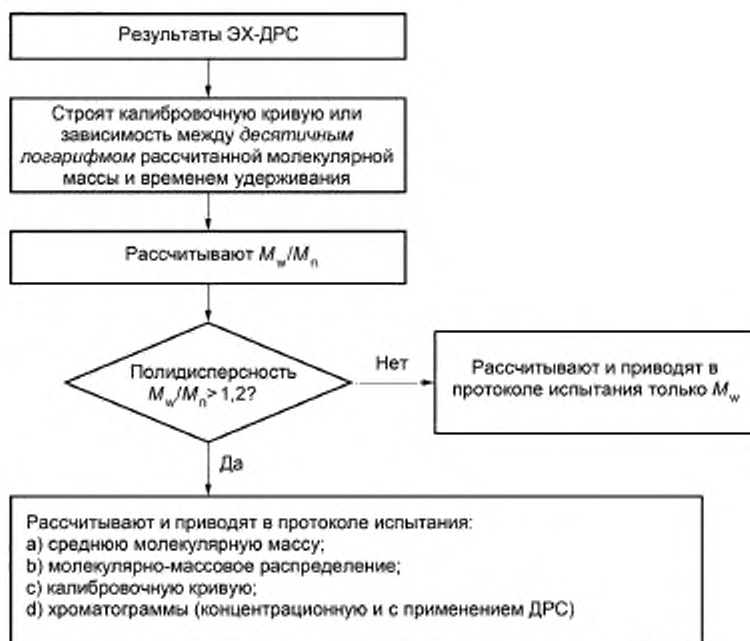 Результаты ЭХ-ДРС
Строят калибровочную кривую или
зависимость между десятичным
логарифмом рассчитанной молекулярной
массы и временем удерживания
Рассчитывают Mw/Mn
Полидисперсность
Mw/Mn> 1,2?
Нет
Рассчитывают и приводят в
протоколе испытания только Mw
Да
Рассчитывают и приводят в протоколе испытания:
a) среднюю молекулярную массу;
b) молекулярно-массовое распределение;
c) калибровочную кривую;
d) хроматограммы (концентрационную и с применением ДРС)